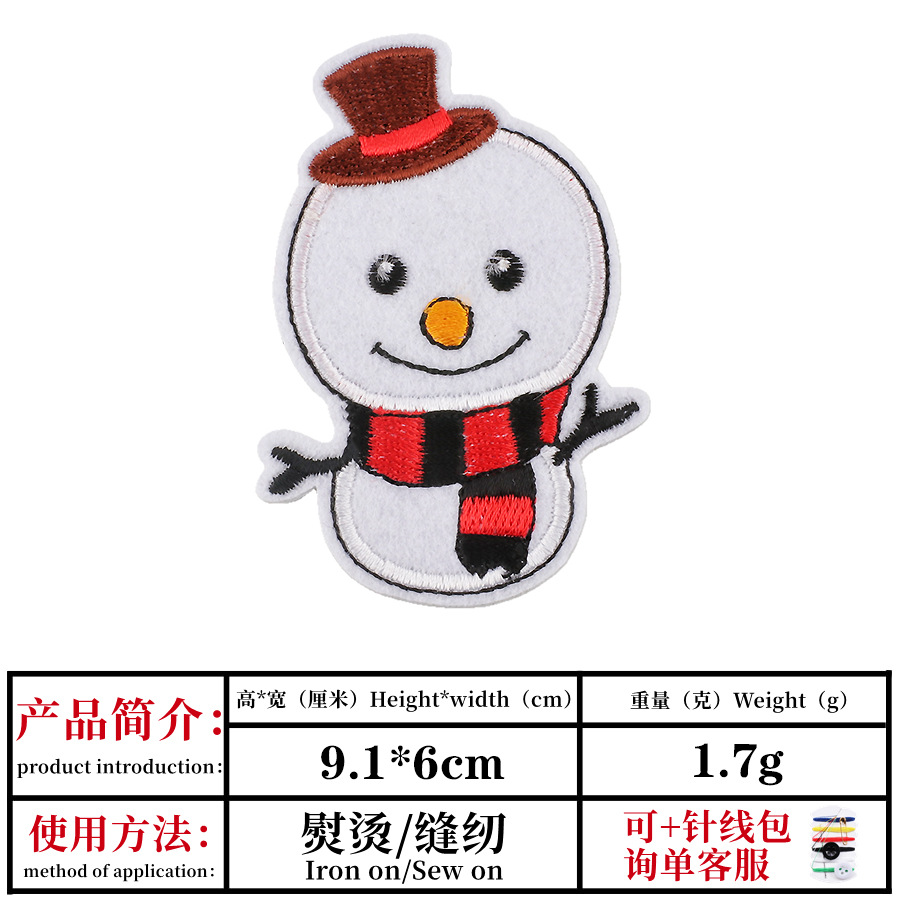 产品简介：
product introduction:
高*宽（厘米）Height*width（cm）
重量（克）Weight（g）
9.1*6cm
1.7g
使用方法：
method of application:
熨烫/缝纫
Iron on/Sew on
可+针线包
询单客服